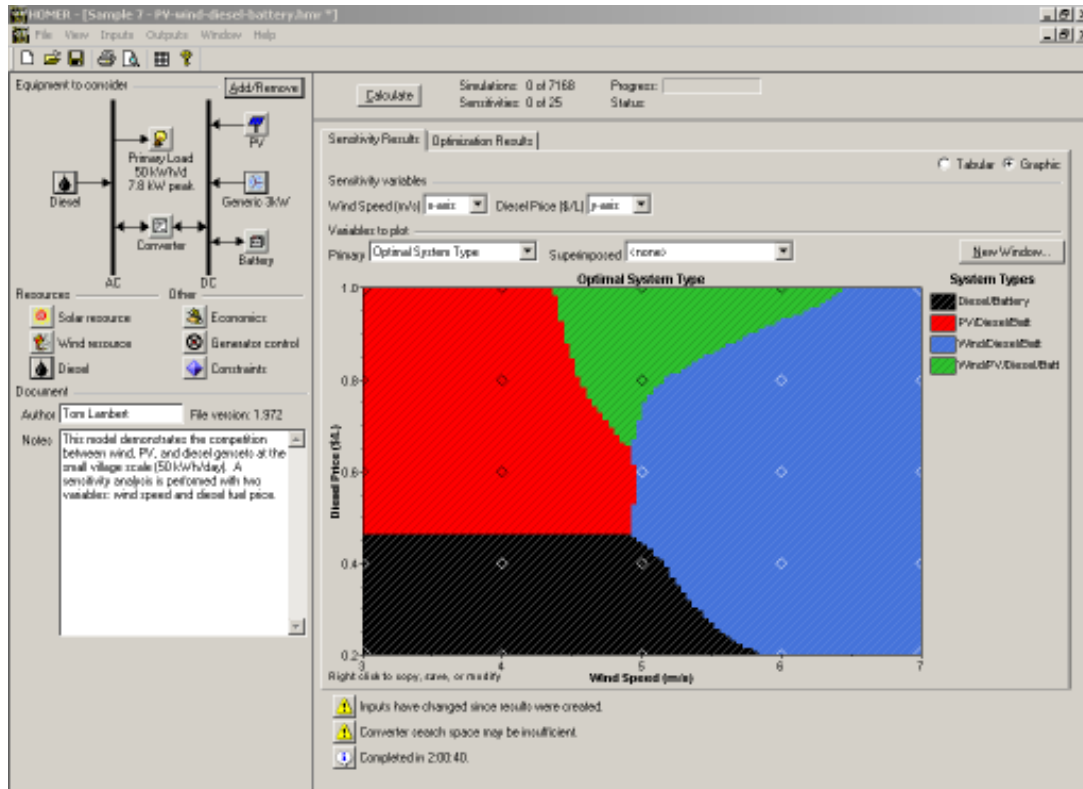 HOMER - [Sample 7 - PV-wind-diesel-battery.hmr *]
File View Inputs Outputs Window Help
Equipment to consider
Add/Remove
PV
Primary Load
50 kWh/d
7.8 kW peak
Diesel
Generic 3kW
Converter
Battery
AC
DC
Resources
Other
Solar resource
Economics
Wind resource
Generator control
Diesel
Constraints
Document
Author Tom Lambert
File version: 1.972
Notes
This model demonstrates the competition
between wind, PV, and diesel gensets at the
small village scale (50 kWh/day). A
sensitivity analysis is performed with two
variables: wind speed and diesel fuel price.
Calculate
Simulations: 0 of 7168
Progress:
Sensitivities: 0 of 25
Status:
Sensitivity Results
Optimization Results
Tabular
Graphic
Sensitivity variables
Wind Speed (m/s) x-axis
Diesel Price ($/L) y-axis
Variables to plot
Primary Optimal System Type
Superimposed <none>
New Window...
Optimal System Type
System Types
Diesel/Battery
PV/Diesel/Batt
Wind/Diesel/Batt
Wind/PV/Diesel/Batt
1.0
0.8
0.6
0.4
0.2
Diesel Price ($/L)
3
4
5
6
7
Right click to copy, save, or modify
Wind Speed (m/s)
Inputs have changed since results were created.
Converter search space may be insufficient.
Completed in 2:00:40.